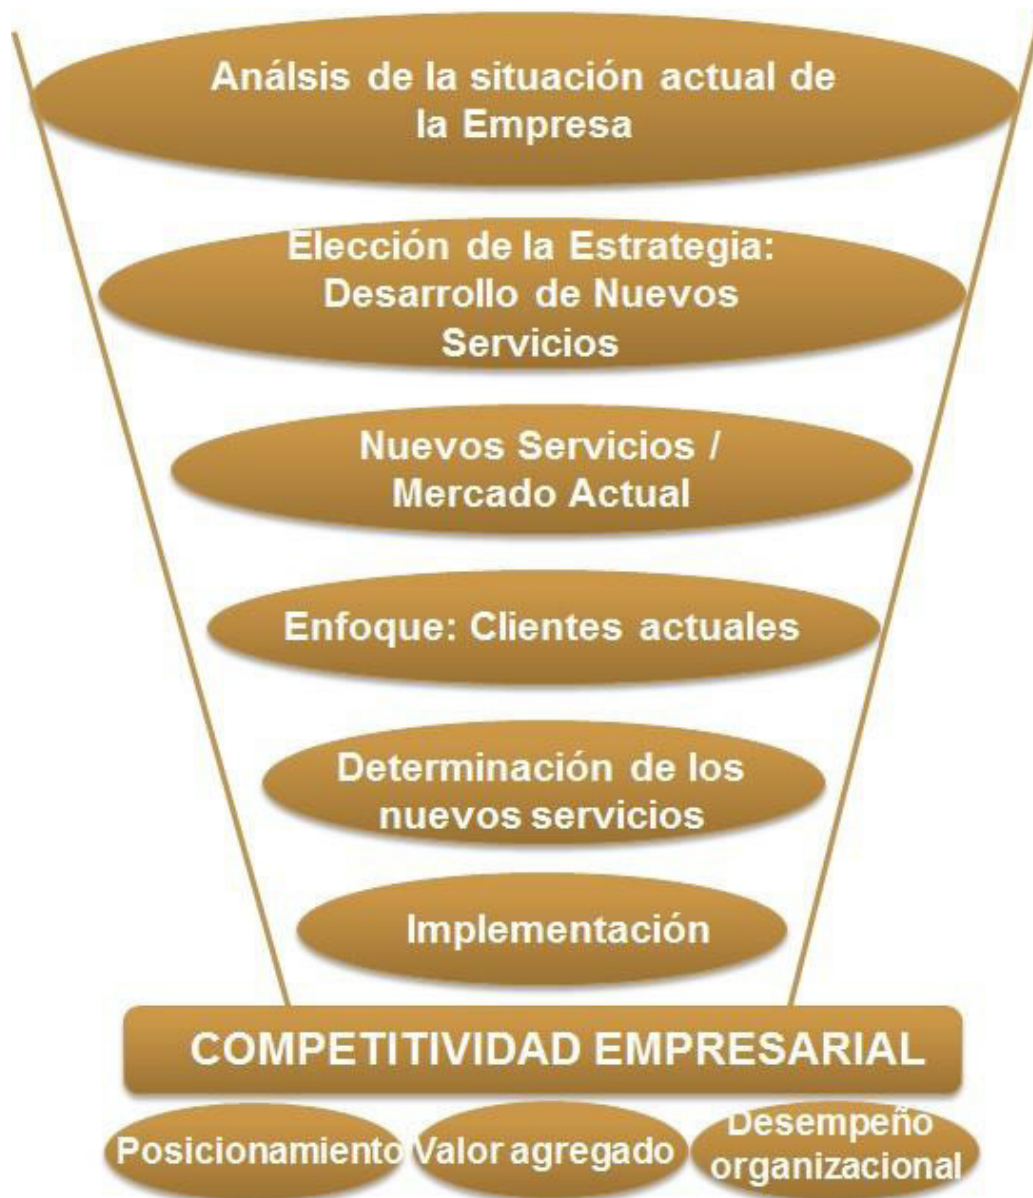 Análsis de la situación actual de
la Empresa
Elección de la Estrategia:
Desarrollo de Nuevos
Servicios
Nuevos Servicios /
Mercado Actual
Enfoque: Clientes actuales
Determinación de los
nuevos servicios
Implementación
COMPETITIVIDAD EMPRESARIAL
Posicionamiento
Valor agregado
Desempeño
organizacional